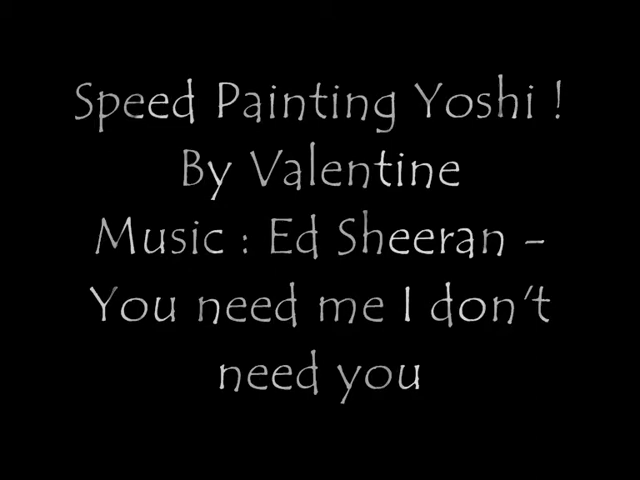 Speed Painting Yoshi !
By Valentine
Music : Ed Sheeran -
You need me I don't
need you